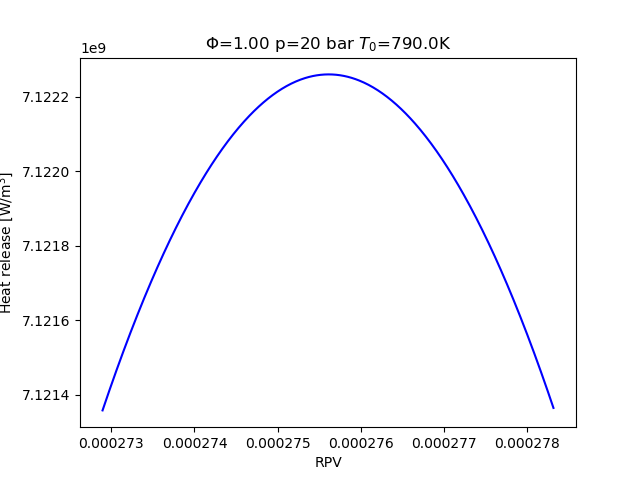 Φ=1.00 p=20 bar T₀=790.0K
1e9
7.1222
7.1220
7.1218
7.1216
7.1214
Heat release [W/m³]
0.000273 0.000274 0.000275 0.000276 0.000277 0.000278
RPV